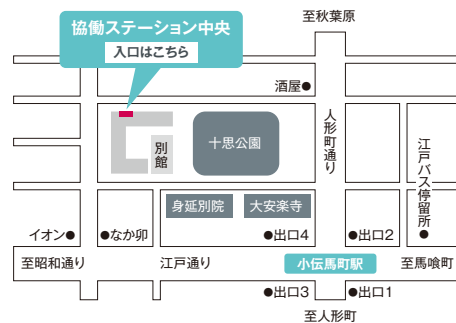 至秋葉原
協働ステーション中央
入口はこちら
酒屋●
人形町通り
別館
十思公園
江戸バス停留所●
身延別院
大安楽寺
イオン●
●なか卯
●出口4
●出口2
至昭和通り
江戸通り
小伝馬町駅
至馬喰町
●出口3
●出口1
至人形町